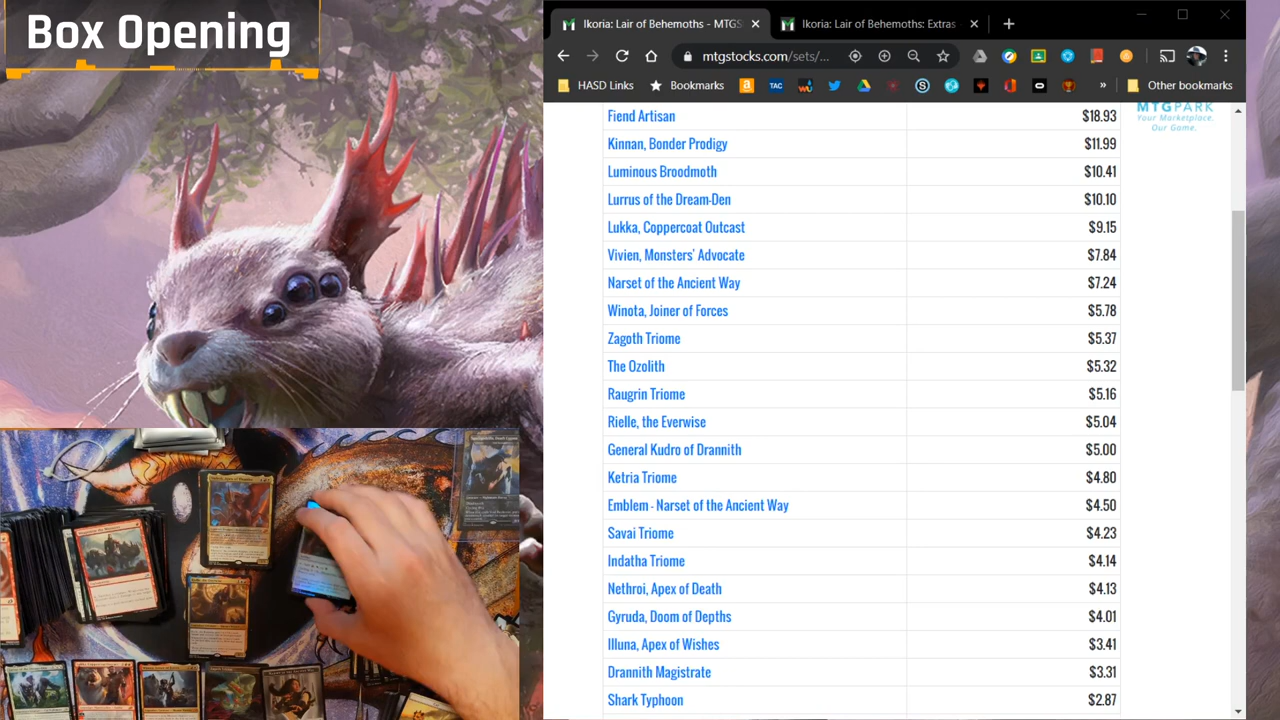 Box Opening
Ikoria: Lair of Behemoths - MTGS
Ikoria: Lair of Behemoths: Extras
mtgstocks.com/sets/...
HASD Links
Bookmarks
TAC
Other bookmarks
MTGPARK
Your Marketplace.
Our Game.
Fiend Artisan $18.93
Kinnan, Bonder Prodigy $11.99
Luminous Broodmoth $10.41
Lurrus of the Dream-Den $10.10
Lukka, Coppercoat Outcast $9.15
Vivien, Monsters' Advocate $7.84
Narset of the Ancient Way $7.24
Winota, Joiner of Forces $5.78
Zagoth Triome $5.37
The Ozolith $5.32
Raugrin Triome $5.16
Rielle, the Everwise $5.04
General Kudro of Drannith $5.00
Ketria Triome $4.80
Emblem - Narset of the Ancient Way $4.50
Savai Triome $4.23
Indatha Triome $4.14
Nethroi, Apex of Death $4.13
Gyruda, Doom of Depths $4.01
Illuna, Apex of Wishes $3.41
Drannith Magistrate $3.31
Shark Typhoon $2.87